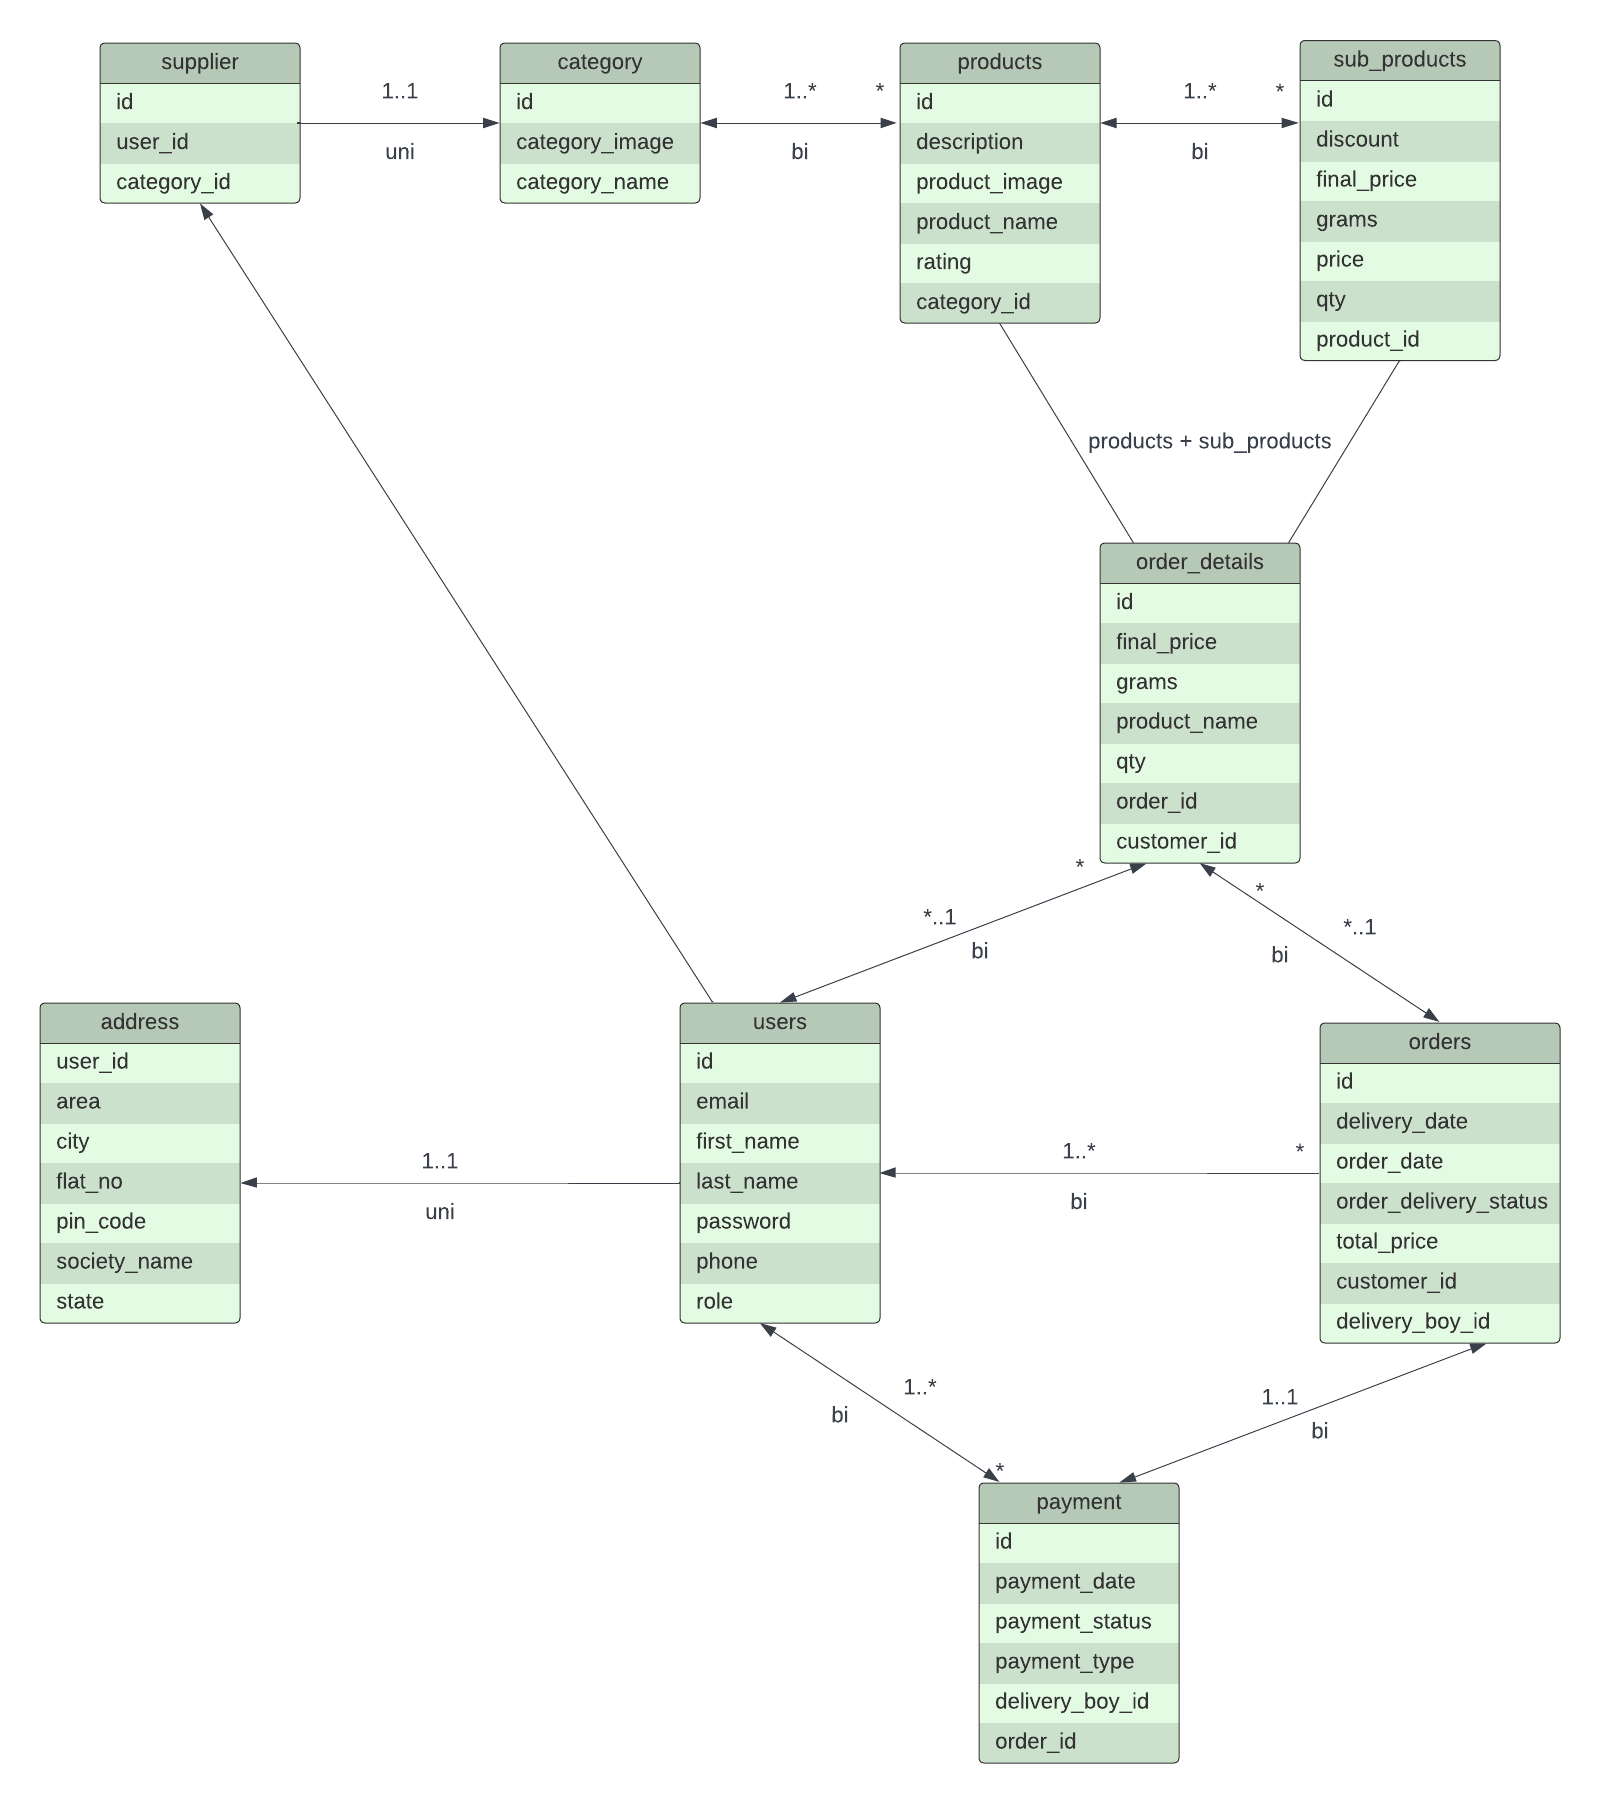 supplier
id
user_id
category_id
1..1
uni
category
id
category_image
category_name
1..*
*
bi
products
id
description
product_image
product_name
rating
category_id
1..*
*
bi
sub_products
id
discount
final_price
grams
price
qty
product_id
products + sub_products
order_details
id
final_price
grams
product_name
qty
order_id
customer_id
*
*..1
bi
*
*..1
bi
address
user_id
area
city
flat_no
pin_code
society_name
state
1..1
uni
users
id
email
first_name
last_name
password
phone
role
1..*
*
bi
orders
id
delivery_date
order_date
order_delivery_status
total_price
customer_id
delivery_boy_id
1..*
bi
*
1..1
bi
payment
id
payment_date
payment_status
payment_type
delivery_boy_id
order_id